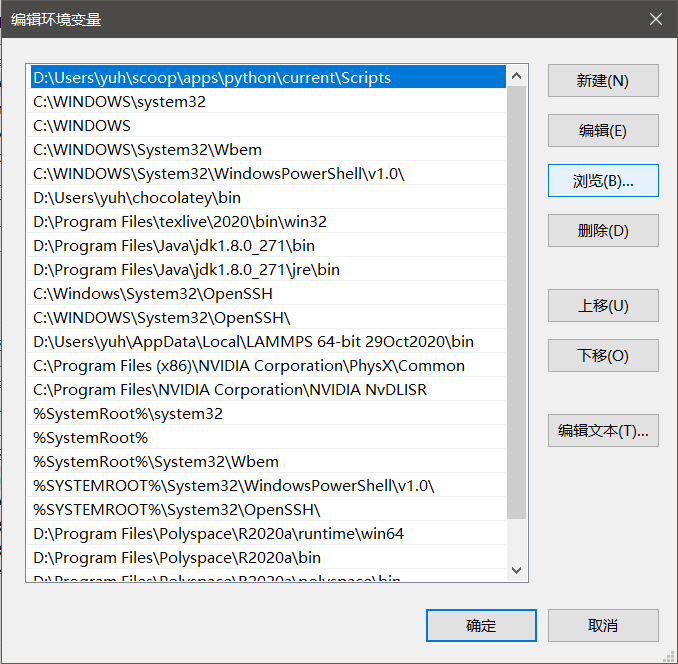 编辑环境变量
D:\Users\yuh\scoop\apps\python\current\Scripts
C:\WINDOWS\system32
C:\WINDOWS
C:\WINDOWS\System32\Wbem
C:\WINDOWS\System32\WindowsPowerShell\v1.0\
D:\Users\yuh\chocolatey\bin
D:\Program Files\texlive\2020\bin\win32
D:\Program Files\Java\jdk1.8.0_271\bin
D:\Program Files\Java\jdk1.8.0_271\jre\bin
C:\Windows\System32\OpenSSH
C:\WINDOWS\System32\OpenSSH\
D:\Users\yuh\AppData\Local\LAMMPS 64-bit 29Oct2020\bin
C:\Program Files (x86)\NVIDIA Corporation\PhysX\Common
C:\Program Files\NVIDIA Corporation\NVIDIA NvDLISR
%SystemRoot%\system32
%SystemRoot%
%SystemRoot%\System32\Wbem
%SYSTEMROOT%\System32\WindowsPowerShell\v1.0\
%SYSTEMROOT%\System32\OpenSSH\
D:\Program Files\Polyspace\R2020a\runtime\win64
D:\Program Files\Polyspace\R2020a\bin
D:\Program Files\Polyspace\R2020a\polyspace\bin
新建(N)
编辑(E)
浏览(B)...
删除(D)
上移(U)
下移(O)
编辑文本(T)...
确定
取消